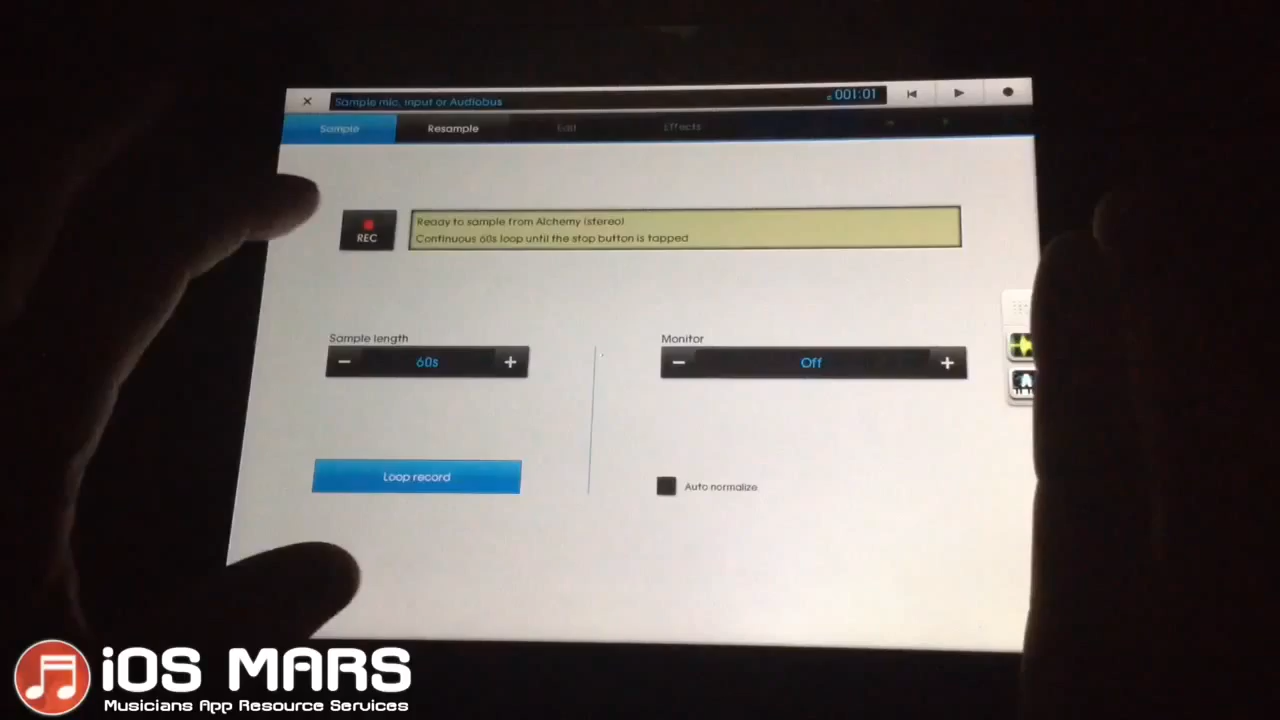 Sample mic, input or Audiobus
001:01
Sample
Resample
Edit
Effects
REC
Ready to sample from Alchemy (stereo)
Continuous 60s loop until the stop button is tapped
Sample length
Monitor
− 60s +
− Off +
Loop record
Auto normalize
iOS MARS
Musicians App Resource Services